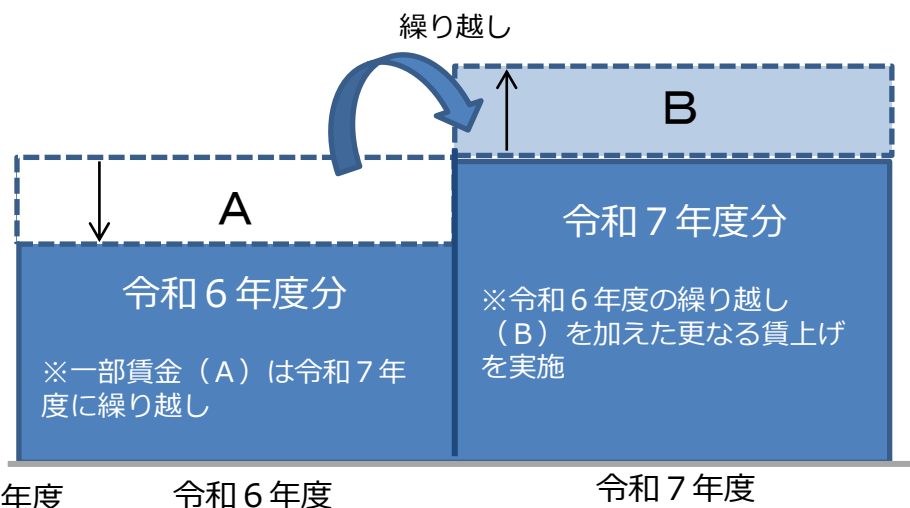 繰り越し
B
A
令和７年度分
令和６年度分
※令和６年度の繰り越し
（Ｂ）を加えた更なる賃上げ
を実施
※一部賃金（Ａ）は令和７年
度に繰り越し
年度
令和６年度
令和７年度